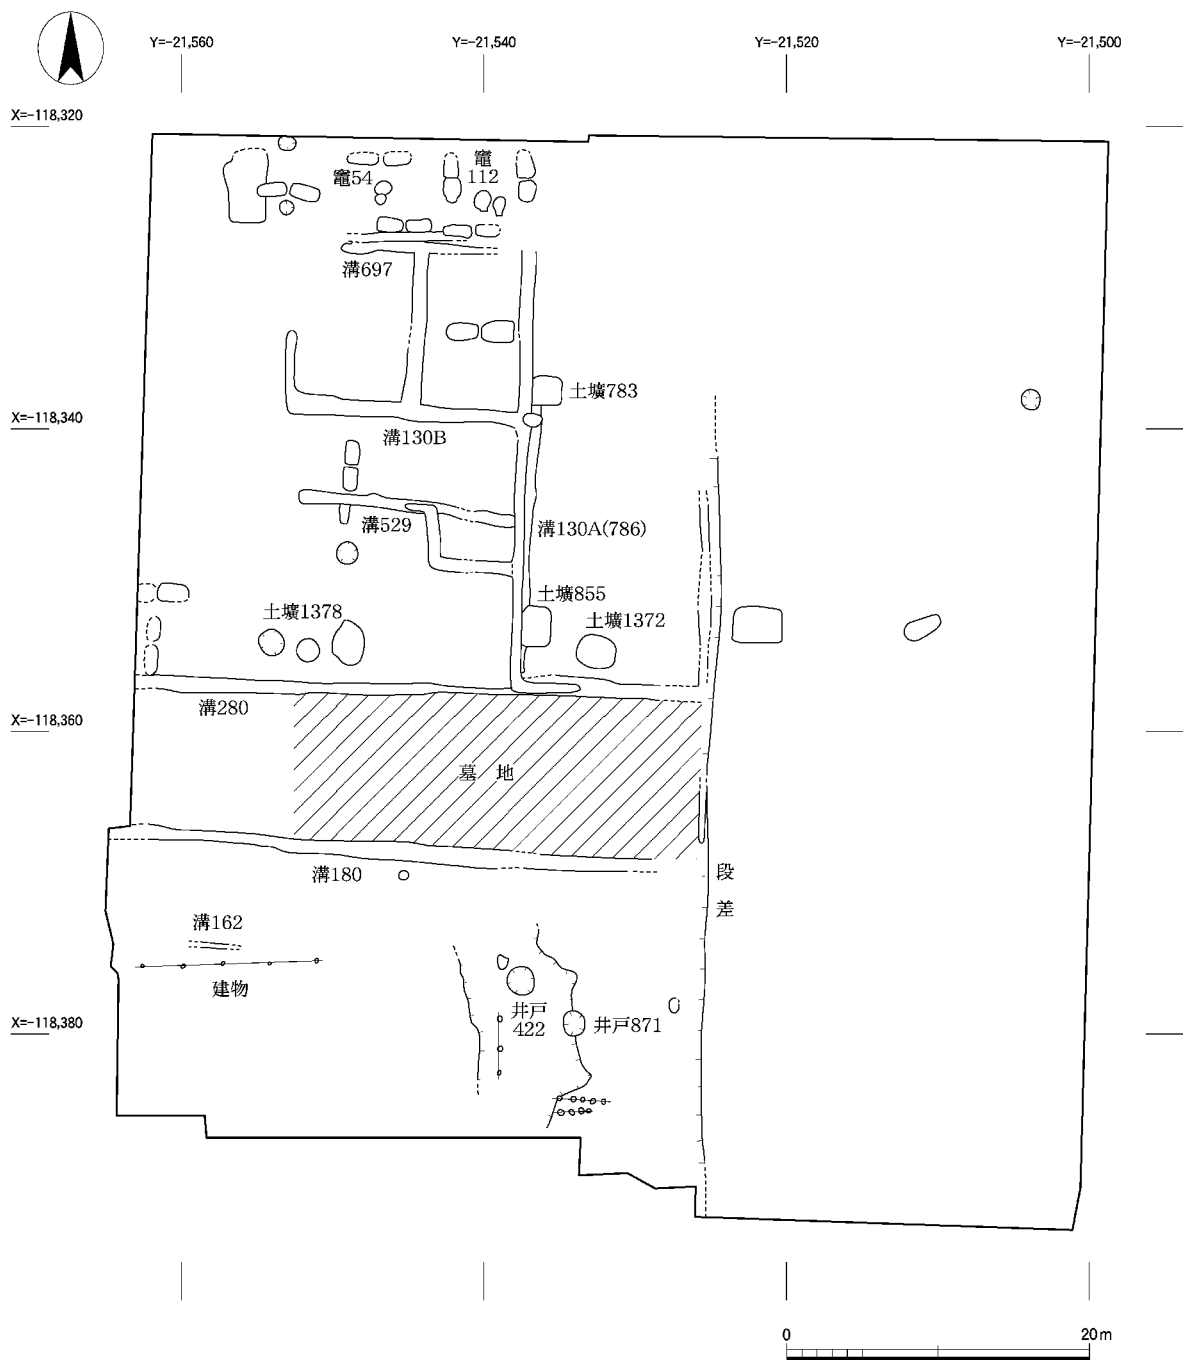 Y=-21,560
Y=-21,540
Y=-21,520
Y=-21,500
X=-118,320
竈54
竈
112
溝697
土壙783
X=-118,340
溝130B
溝529
溝130A(786)
土壙855
土壙1378
土壙1372
溝280
X=-118,360
墓 地
溝180
段
差
溝162
建物
井戸
422
井戸871
X=-118,380
0
20m